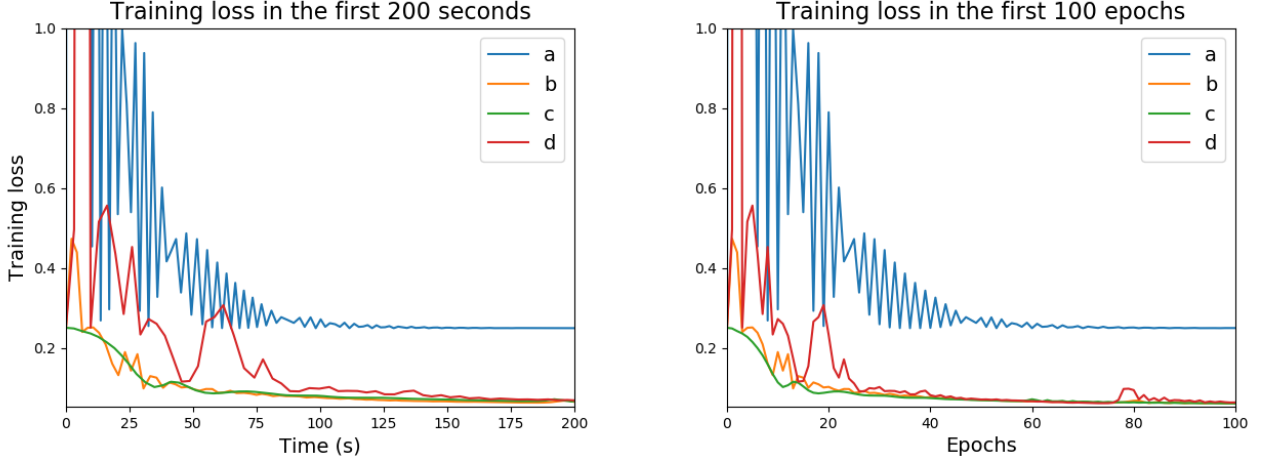 Training loss in the first 200 seconds
1.0
0.8
0.6
0.4
0.2
Training loss
a
b
c
d
0 25 50 75 100 125 150 175 200
Time (s)
Training loss in the first 100 epochs
1.0
0.8
0.6
0.4
0.2
a
b
c
d
0 20 40 60 80 100
Epochs